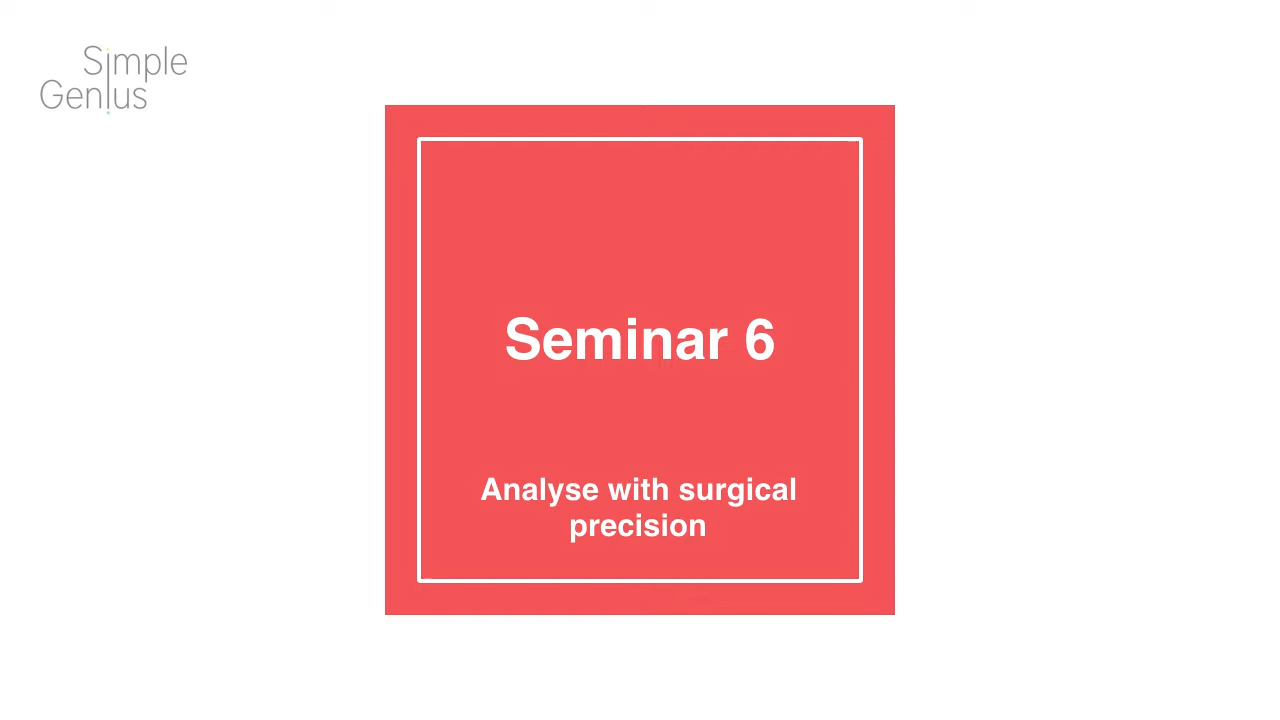 Simple
Genius
Seminar 6
Analyse with surgical
precision